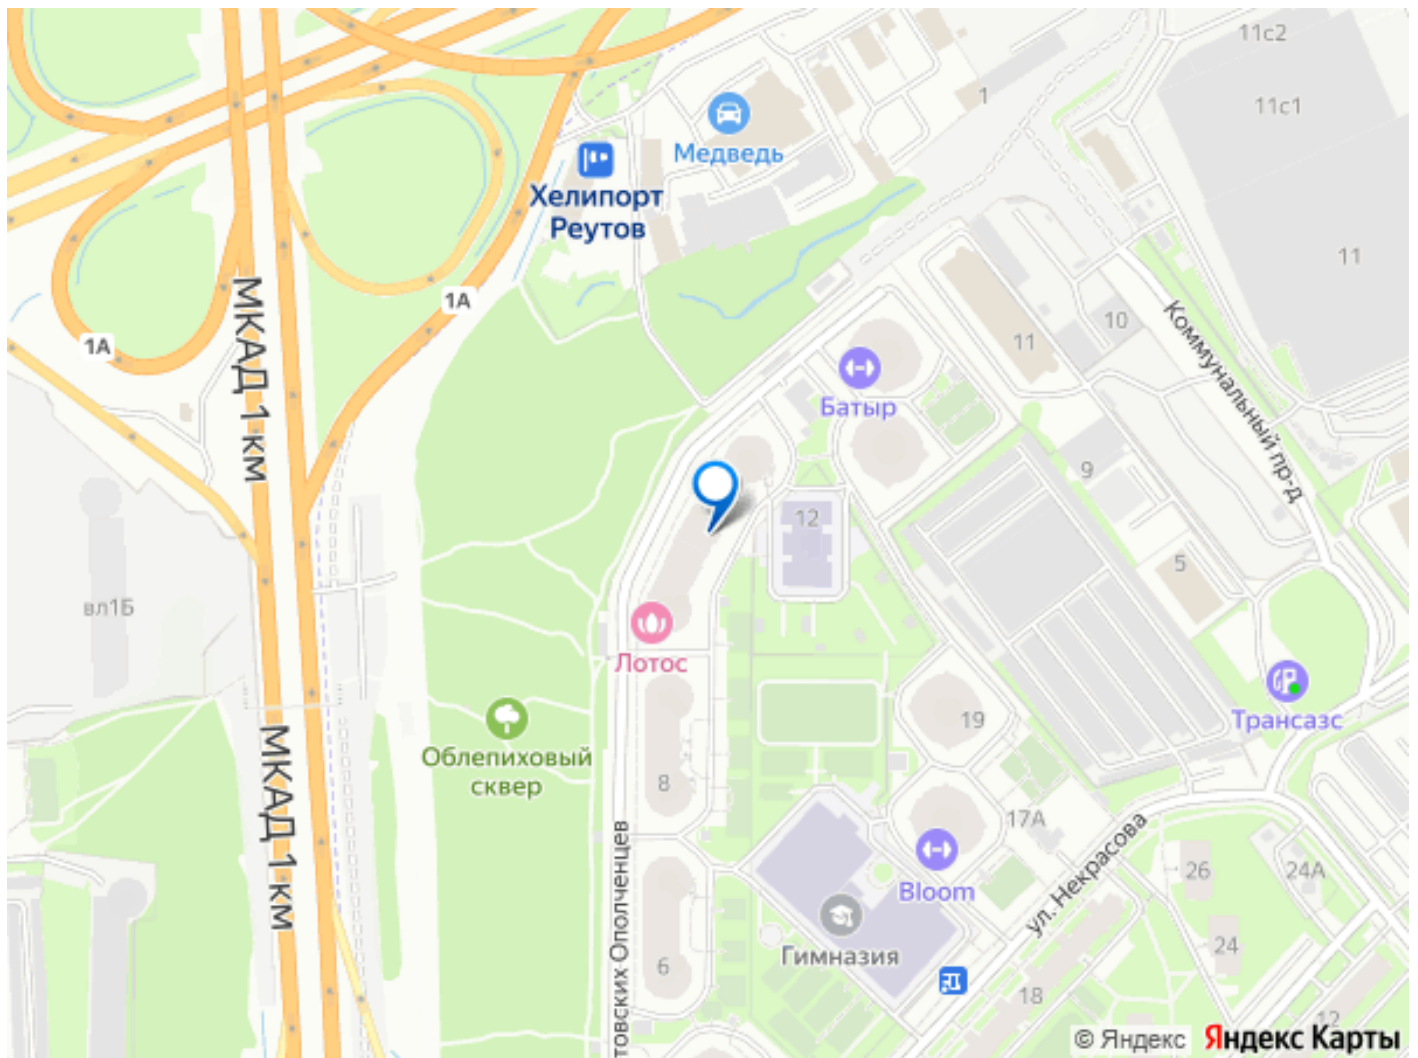 11с2
11с1
1
Медведь
Хелипорт
Реутов
11
1А
1А
МКАД 1 км
10
11
Коммунальный пр-д
Батыр
9
12
5
вл1Б
Лотос
19
Трансазс
Облепиховый
сквер
8
17А
МКАД 1 км
ул. Некрасова
26
24А
Bloom
товских Ополченцев
Гимназия
24
6
18
12
© Яндекс
Яндекс Карты